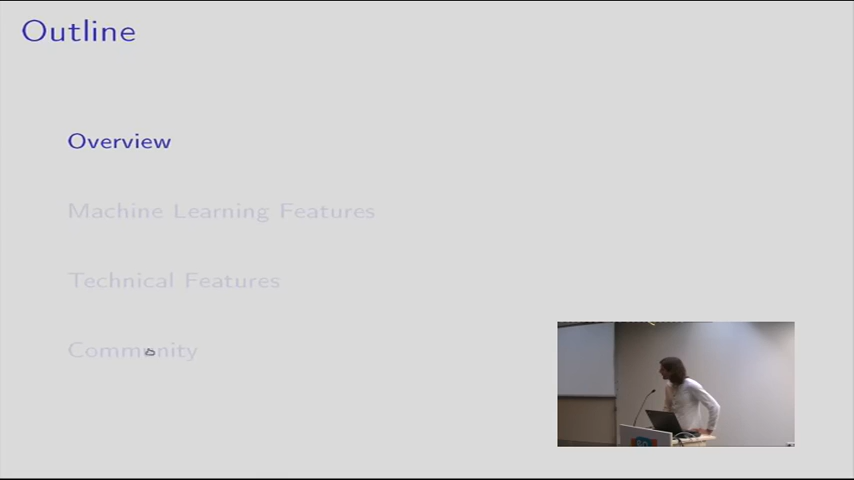 Outline
Overview
Machine Learning Features
Technical Features
Community